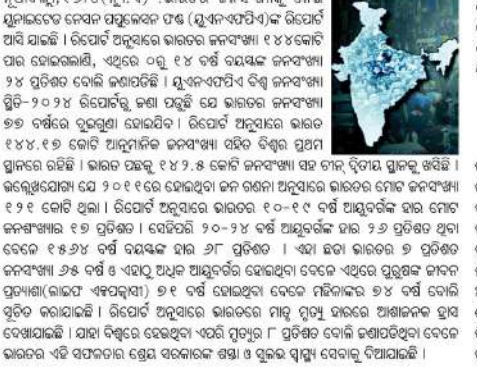 ୟୁନାଇଟେଡ ନେସନ ପପୁଲେସନ ଫଣ୍ଡ (ୟୁଏନଏଫପିଏ)ଙ୍କ ରିପୋର୍ଟ
ଆସି ଯାଇଛି । ରିପୋର୍ଟ ଅନୁସାରେ ଭାରତର ଜନସଂଖ୍ୟା ୧୪୪କୋଟି
ପାର ହୋଇଗଲାଣି, ଏଥିରେ ୦ରୁ ୧୪ ବର୍ଷ ବୟସ୍କଙ୍କ ଜନସଂଖ୍ୟା
୨୪ ପ୍ରତିଶତ ବୋଲି ଜଣାପଡିଛି । ୟୁଏନଏଫପିଏ ବିଶ୍ୱ ଜନସଂଖ୍ୟା
ସ୍ଥିତି-୨୦୨୪ ରିପୋର୍ଟରୁ ଜଣା ପଡୁଛି ଯେ ଭାରତର ଜନସଂଖ୍ୟା
୭୭ ବର୍ଷରେ ଦୁଇଗୁଣା ହୋଇଯିବ । ରିପୋର୍ଟ ଅନୁସାରେ ଭାରତ
୧୪୪.୧୭ କୋଟି ଆନୁମାନିକ ଜନସଂଖ୍ୟା ସହିତ ବିଶ୍ୱର ପ୍ରଥମ
ସ୍ଥାନରେ ରହିଛି । ଭାରତ ପଛକୁ ୧୪୨.୫ କୋଟି ଜନସଂଖ୍ୟା ସହ ଚୀନ୍ ଦ୍ୱିତୀୟ ସ୍ଥାନକୁ ଖସିଛି ।
ଉଲ୍ଲେଖଯୋଗ୍ୟ ଯେ ୨୦୧୧ରେ ହୋଇଥିବା ଜନ ଗଣନା ଅନୁସାରେ ଭାରତର ମୋଟ ଜନସଂଖ୍ୟା
୧୨୧ କୋଟି ଥିଲା । ରିପୋର୍ଟ ଅନୁସାରେ ଭାରତର ୧୦-୧୯ ବର୍ଷ ଆୟୁବର୍ଗଙ୍କ ହାର ମୋଟ
ଜନଶଂଖ୍ୟାର ୧୭ ପ୍ରତିଶତ । ସେହିପରି ୨୦-୨୪ ବର୍ଷ ଆୟୁବର୍ଗଙ୍କ ହାର ୨୬ ପ୍ରତିଶତ ଥିବା
ବେଳେ ୧୫୬୪ ବର୍ଷ ବୟସ୍କଙ୍କ ହାର ୬୮ ପ୍ରତିଶତ । ଏହା ଛଡା ଭାରତର ୭ ପ୍ରତିଶତ
ଜନସଂଖ୍ୟା ୬୫ ବର୍ଷ ଓ ଏହାଠୁ ଅଧିକ ଆୟୁବର୍ଗର ହୋଇଥିବା ବେଳେ ଏଥିରେ ପୁରୁଷଙ୍କ ଜୀବନ
ପ୍ରତ୍ୟାଶା(ଲାଇଫ ଏକ୍ସପକ୍ଟାସୀ) ୭୧ ବର୍ଷ ହୋଇଥିବା ବେଳେ ମହିଳାଙ୍କର ୭୪ ବର୍ଷ ବୋଲି
ସୂଚିତ କରାଯାଇଛି । ରିପୋର୍ଟ ଅନୁସାରେ ଭାରତରେ ମାତୃ ମୃତ୍ୟୁ ହାରରେ ଆଶାଜନକ ହ୍ରାସ
ଦେଖାଯାଇଛି । ଯାହା ବିଶ୍ୱରେ ହେଉଥିବା ଏପରି ମୃତ୍ୟୁର ୮ ପ୍ରତିଶତ ବୋଲି ଜଣାପଡିଥିବା ବେଳେ
ଭାରତର ଏହି ସଫଳତାର ଶ୍ରେୟ ସରକାରଙ୍କ ଶସ୍ତା ଓ ସୁଲଭ ସ୍ୱାସ୍ଥ୍ୟ ସେବାକୁ ଦିଆଯାଇଛି ।